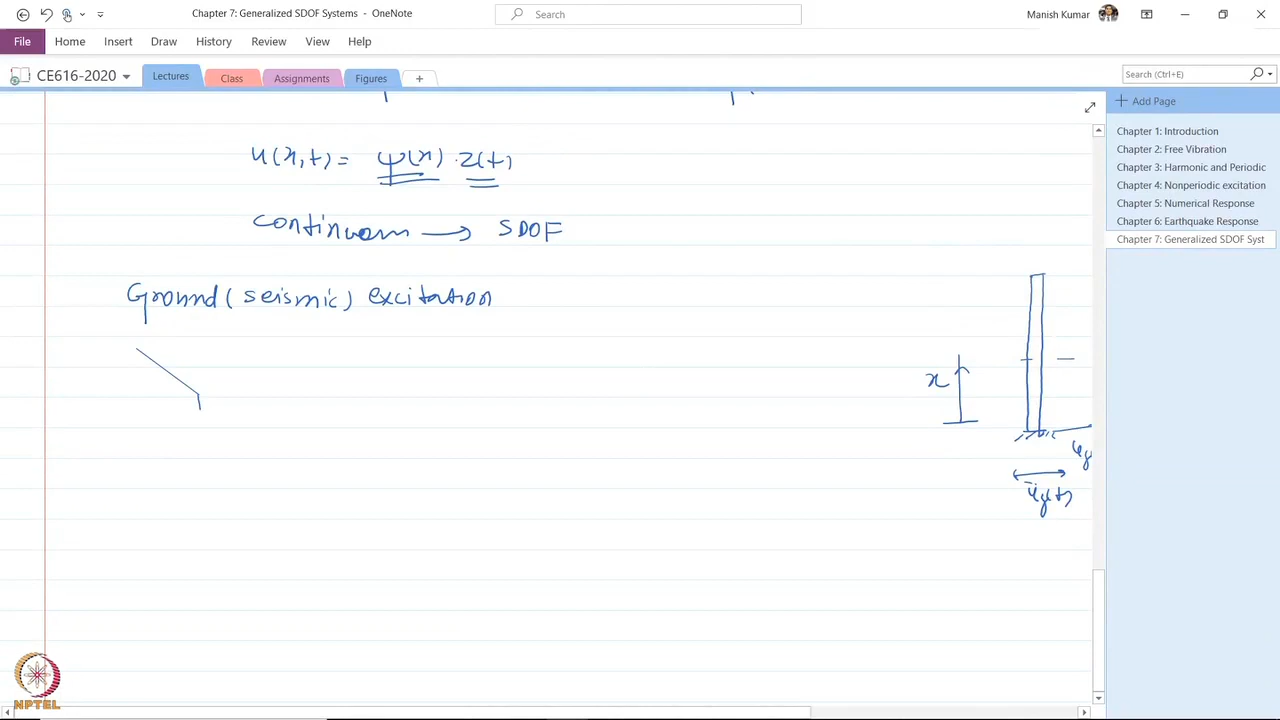 Chapter 7: Generalized SDOF Systems - OneNote
Search
Manish Kumar
File Home Insert Draw History Review View Help
CE616-2020 Lectures Class Assignments Figures +
Search (Ctrl+E)
Add Page
Chapter 1: Introduction
Chapter 2: Free Vibration
Chapter 3: Harmonic and Periodic
Chapter 4: Nonperiodic excitation
Chapter 5: Numerical Response
Chapter 6: Earthquake Response
Chapter 7: Generalized SDOF Syst
u(x,t) = ψ(x) . z(t)
continuum → SDOF
Ground (seismic) excitation
x
üg(t)
NPTEL